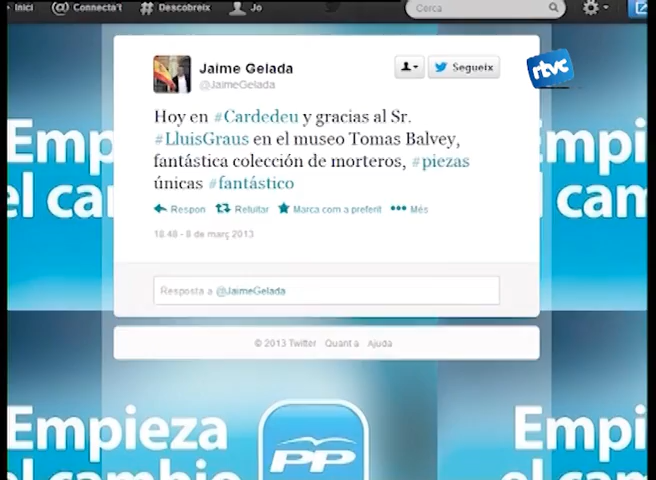 Inici @ Connecta't # Descobreix Jo Cerca
Jaime Gelada
@JaimeGelada
Segueix
rtvc
Hoy en #Cardedeu y gracias al Sr.
#LluisGraus en el museo Tomas Balvey,
fantástica colección de morteros, #piezas
únicas #fantástico
Respon Retuitar Marca com a preferit ••• Més
18:48 - 8 de març 2013
Resposta a @JaimeGelada
© 2013 Twitter Quant a Ajuda
Empieza
el cambio
PP
Empi
el cam
Empieza
el cam
Empi
el cam